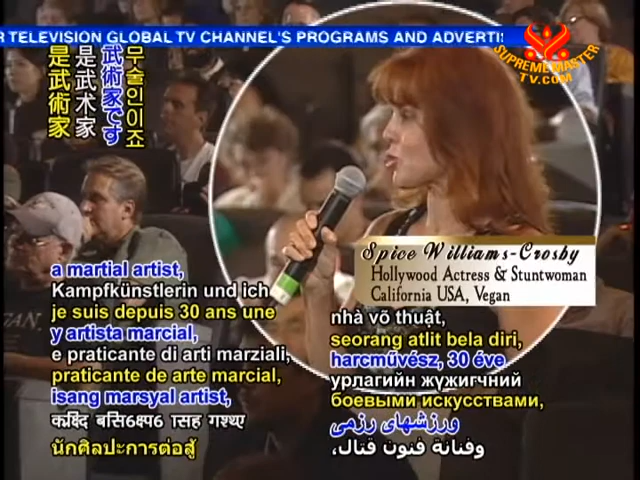 R TELEVISION GLOBAL TV CHANNEL'S PROGRAMS AND ADVERTIS
SUPREME MASTER
TV.COM
是武術家
是武术家
武術家です
무술인이죠
Spice Williams-Crosby
Hollywood Actress & Stuntwoman
California USA, Vegan
a martial artist,
Kampfkünstlerin und ich
je suis depuis 30 ans une
y artista marcial,
e praticante di arti marziali,
praticante de arte marcial,
isang marsyal artist,
นักศิลปะการต่อสู้
nhà võ thuật,
seorang atlit bela diri,
harcművész, 30 éve
урлагийн жүжигчний
боевыми искусствами,
ورزشهای رزمی
وفنانة فنون قتال،